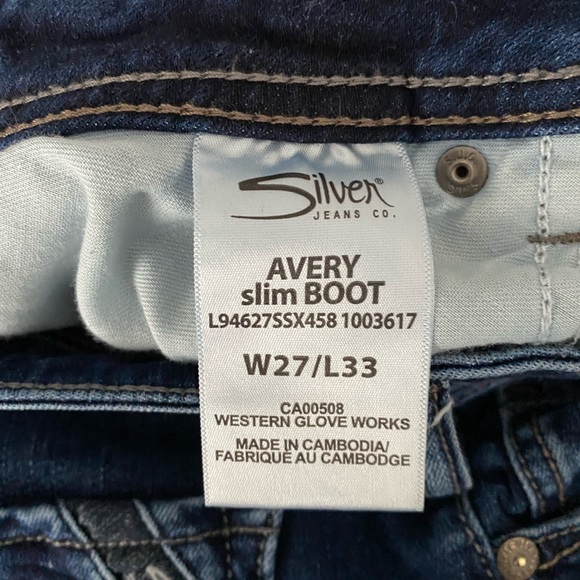 Silver®
JEANS CO.
AVERY
slim BOOT
L94627SSX458 1003617
W27/L33
CA00508
WESTERN GLOVE WORKS
MADE IN CAMBODIA/
FABRIQUÉ AU CAMBODGE